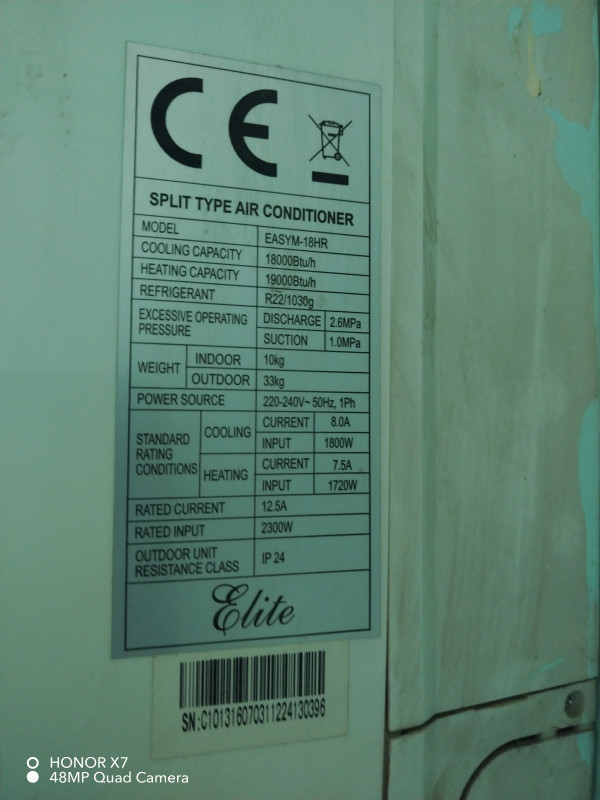 CE
SPLIT TYPE AIR CONDITIONER
MODEL EASYM-18HR
COOLING CAPACITY 18000Btu/h
HEATING CAPACITY 19000Btu/h
REFRIGERANT R22/1030g
EXCESSIVE OPERATING PRESSURE DISCHARGE 2.6MPa
SUCTION 1.0MPa
WEIGHT INDOOR 10kg
OUTDOOR 33kg
POWER SOURCE 220-240V~ 50Hz, 1Ph
STANDARD RATING CONDITIONS COOLING CURRENT 8.0A
INPUT 1800W
HEATING CURRENT 7.5A
INPUT 1720W
RATED CURRENT 12.5A
RATED INPUT 2300W
OUTDOOR UNIT RESISTANCE CLASS IP 24
Elite
SN:C101316070311224130396
HONOR X7
48MP Quad Camera